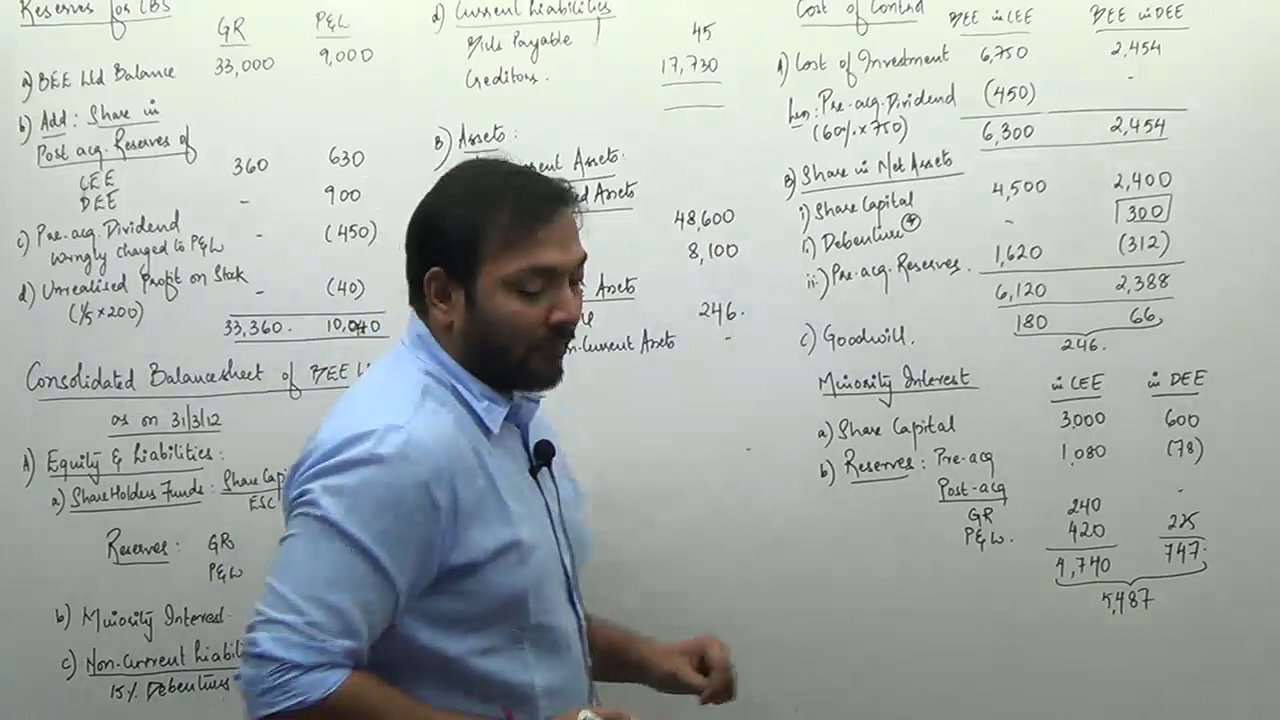 Reserves for CBS
GR P&L
a) BEE Ltd Balance 33,000 9,000
b) Add: Share in
Post acq. Reserves of
CEE 360 630
DEE - 900
c) Pre-acq. Dividend
wrongly charged to P&L - (450)
d) Unrealised Profit on Stock
(1/5 x 200) - (40)
33,360. 10,040
Consolidated Balancesheet of BEE
as on 31/3/12
A) Equity & Liabilities:
a) ShareHolders Funds: Share Capi
ESC
Reserves: GR
P&L
b) Minority Interest
c) Non-Current Liabili
15% Debentures
d) Current Liabilities
Bills Payable 45
Creditors. 17,730
B) Assets:
Assets.
Assets
48,600
8,100
Assets
246.
n-Current Assets -
Cost of Control
BEE in CEE BEE in DEE
A) Cost of Investment 6,750 2,454
Less: Pre-acq. Dividend (450) -
(60% x 750)
6,300 2,454
B) Share in Net Assets
i) Share Capital 4,500 2,400
ii) Debenture - 300
iii) Pre-acq. Reserves. 1,620 (312)
6,120 2,388
C) Goodwill. 180 66
246.
Minority Interest in CEE in DEE
a) Share Capital 3,000 600
b) Reserves: Pre-acq 1,080 (78)
Post-acq
GR 240 -
P&L. 420 225
4,740 747.
5,487